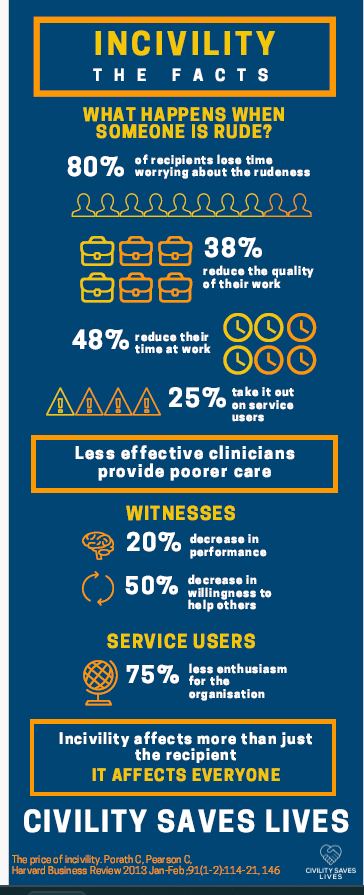 INCIVILITY
THE FACTS
WHAT HAPPENS WHEN
SOMEONE IS RUDE?
80% of recipients lose time
worrying about the rudeness
38%
reduce the quality
of their work
48% reduce their
time at work
25% take it out
on service
users
Less effective clinicians
provide poorer care
WITNESSES
20% decrease in
performance
50% decrease in
willingness to
help others
SERVICE USERS
75% less enthusiasm
for the
organisation
Incivility affects more than just
the recipient
IT AFFECTS EVERYONE
CIVILITY SAVES LIVES
The price of incivility. Porath C, Pearson C,
Harvard Business Review 2013 Jan-Feb;91(1-2):114-21, 146
CIVILITY SAVES
LIVES